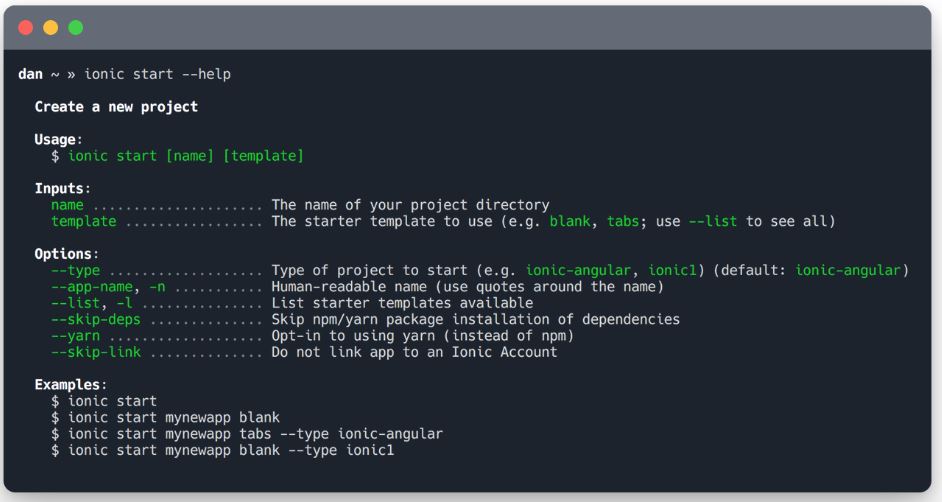 dan ~ » ionic start --help
Create a new project
Usage:
$ ionic start [name] [template]
Inputs:
name ..................... The name of your project directory
template ................. The starter template to use (e.g. blank, tabs; use --list to see all)
Options:
--type ................... Type of project to start (e.g. ionic-angular, ionic1) (default: ionic-angular)
--app-name, -n ........... Human-readable name (use quotes around the name)
--list, -l ............... List starter templates available
--skip-deps .............. Skip npm/yarn package installation of dependencies
--yarn ................... Opt-in to using yarn (instead of npm)
--skip-link .............. Do not link app to an Ionic Account
Examples:
$ ionic start
$ ionic start mynewapp blank
$ ionic start mynewapp tabs --type ionic-angular
$ ionic start mynewapp blank --type ionic1